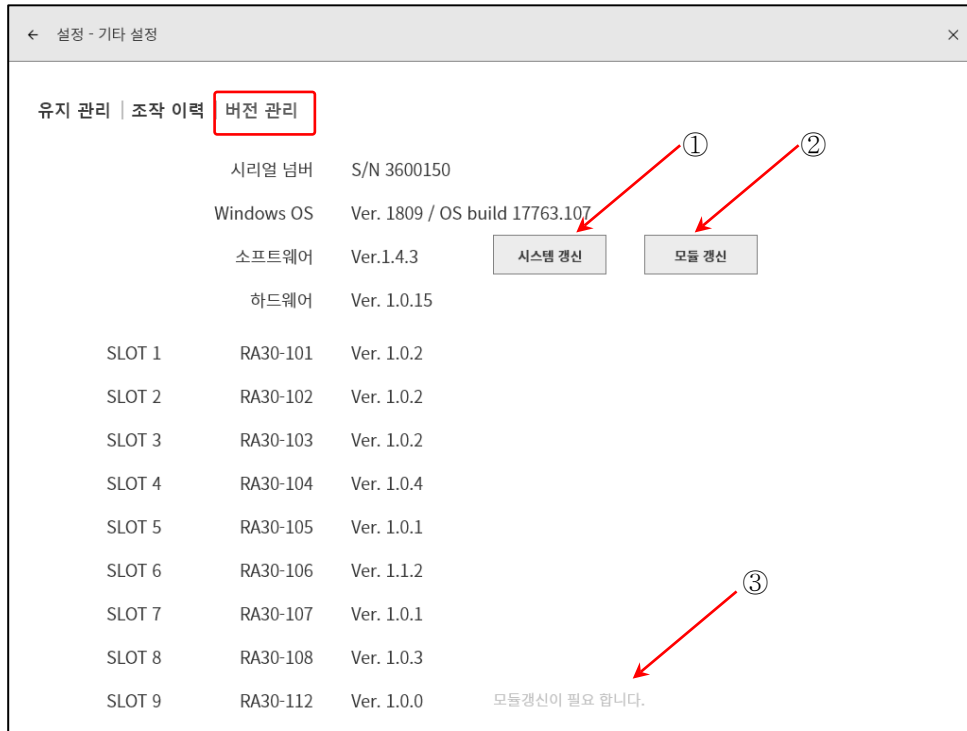 ← 설정 - 기타 설정 ×
유지 관리 | 조작 이력 | 버전 관리
① ②
시리얼 넘버 S/N 3600150
Windows OS Ver. 1809 / OS build 17763.107
소프트웨어 Ver.1.4.3 시스템 갱신 모듈 갱신
하드웨어 Ver. 1.0.15
SLOT 1 RA30-101 Ver. 1.0.2
SLOT 2 RA30-102 Ver. 1.0.2
SLOT 3 RA30-103 Ver. 1.0.2
SLOT 4 RA30-104 Ver. 1.0.4
SLOT 5 RA30-105 Ver. 1.0.1
SLOT 6 RA30-106 Ver. 1.1.2
③
SLOT 7 RA30-107 Ver. 1.0.1
SLOT 8 RA30-108 Ver. 1.0.3
SLOT 9 RA30-112 Ver. 1.0.0 모듈갱신이 필요 합니다.